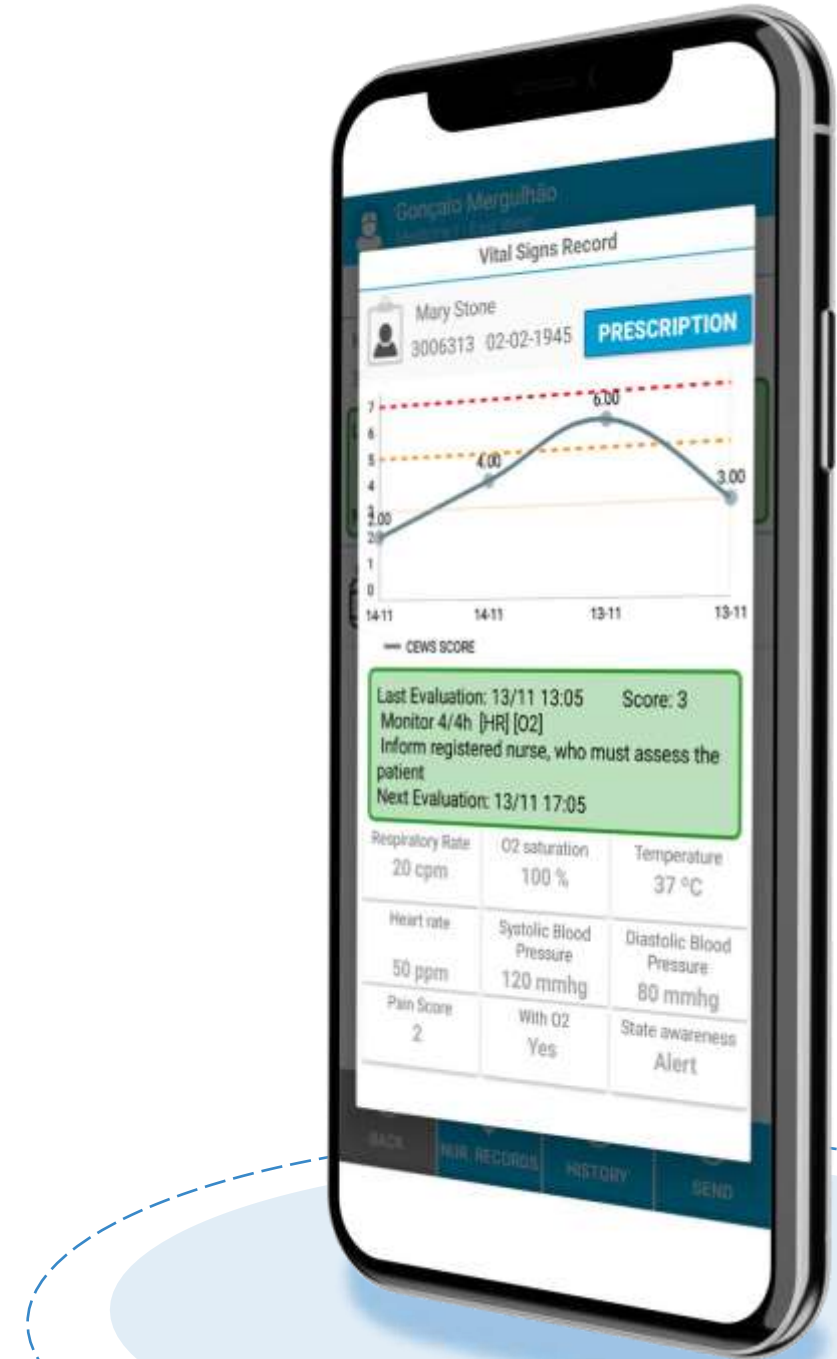 Gonçalo Mergulhão
Vital Signs Record
Mary Stone
3006313 02-02-1945
PRESCRIPTION
7
6
5
4
3
2
1
0
2.00
4.00
6.00
3.00
14-11 14-11 13-11 13-11
CEWS SCORE
Last Evaluation: 13/11 13:05 Score: 3
Monitor 4/4h [HR] [O2]
Inform registered nurse, who must assess the
patient
Next Evaluation: 13/11 17:05
Respiratory Rate O2 saturation Temperature
20 cpm 100 % 37 ºC
Heart rate Systolic Blood Diastolic Blood
Pressure Pressure
50 ppm 120 mmhg 80 mmhg
Pain Score With O2 State awareness
2 Yes Alert
BACK NUR. RECORDS HISTORY SEND